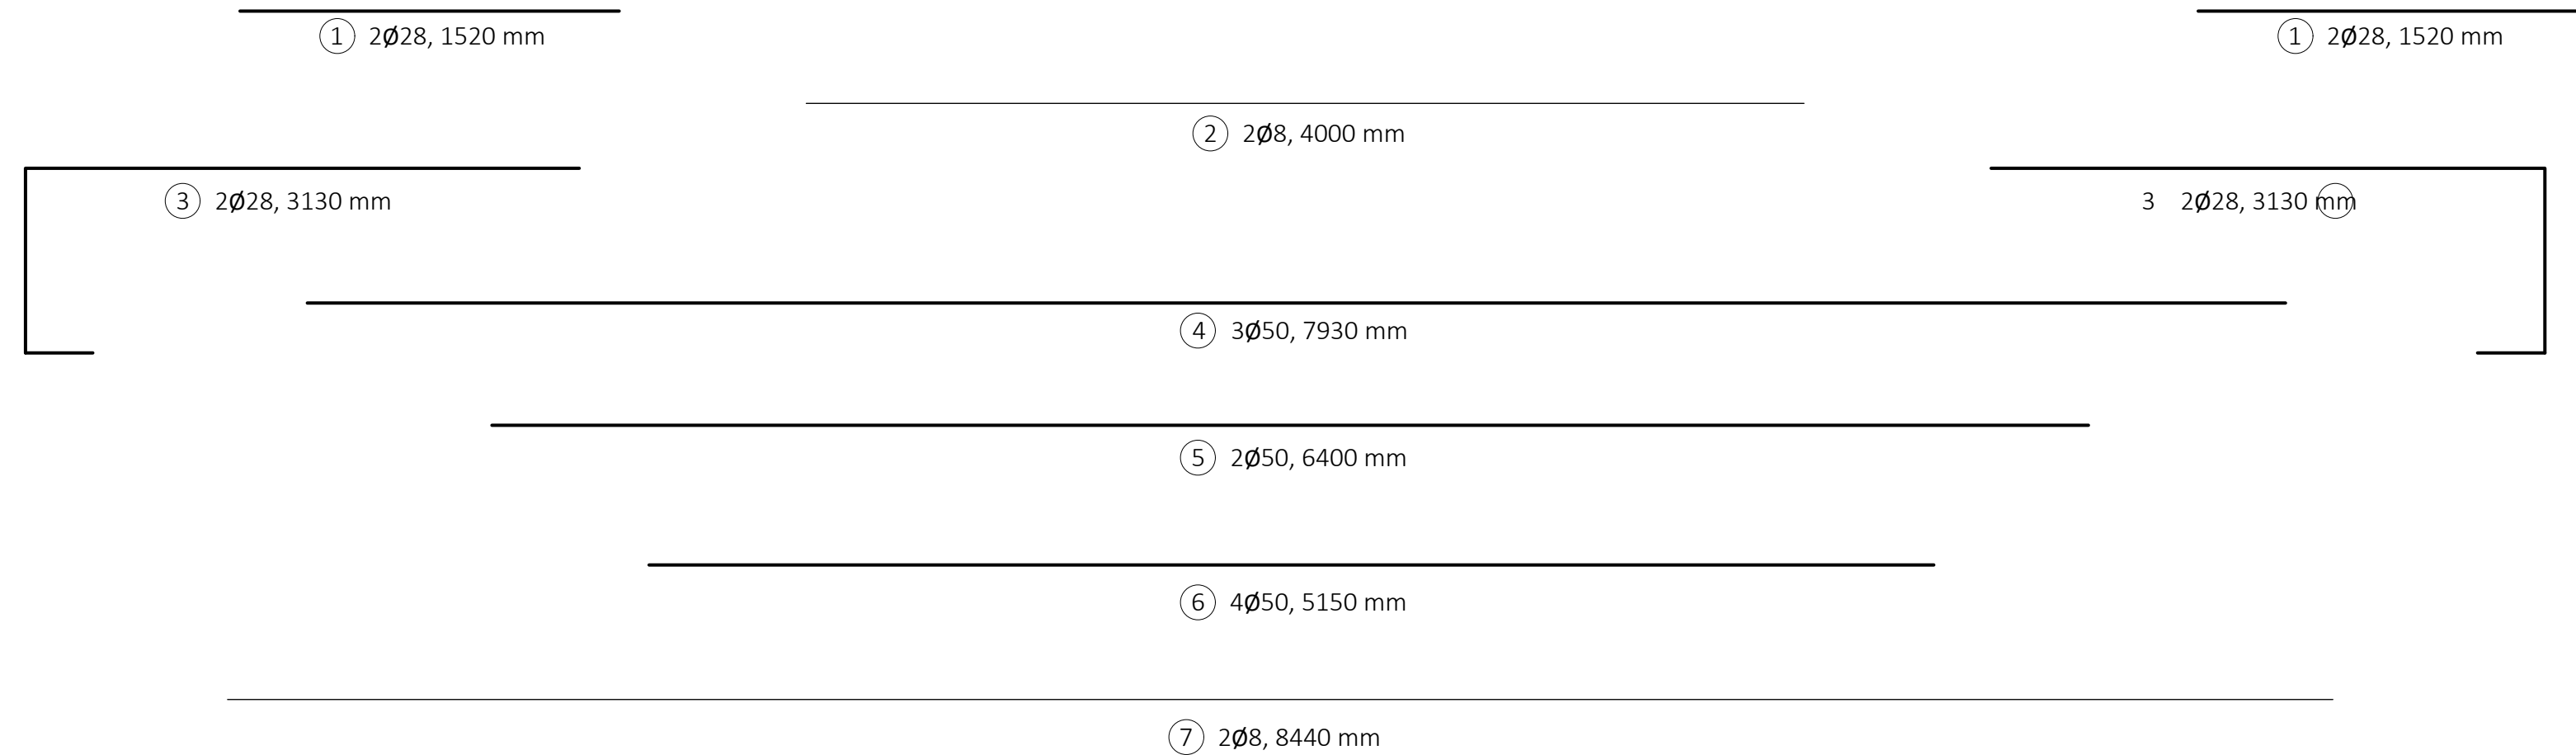 1 2Ø28, 1520 mm
1 2Ø28, 1520 mm
2 2Ø8, 4000 mm
3 2Ø28, 3130 mm
3 2Ø28, 3130 mm
4 3Ø50, 7930 mm
5 2Ø50, 6400 mm
6 4Ø50, 5150 mm
7 2Ø8, 8440 mm